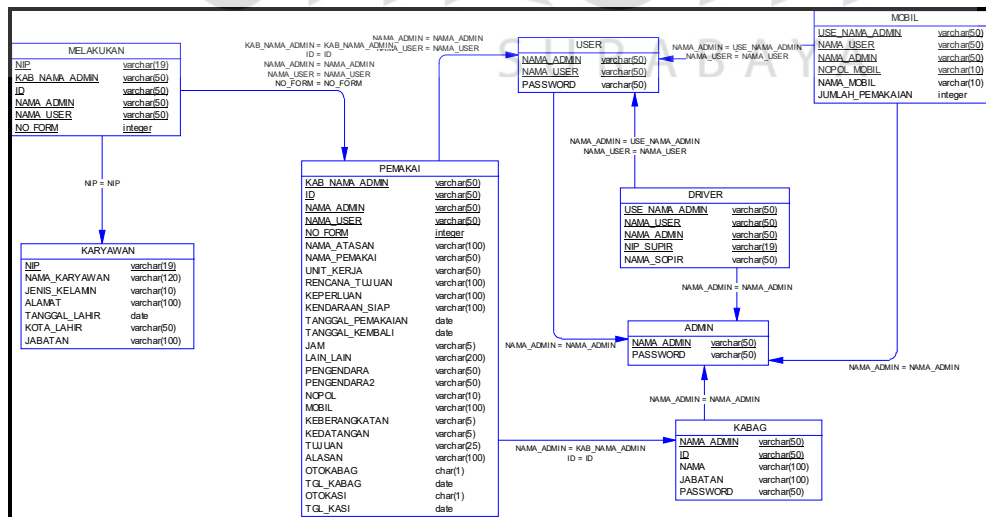 MELAKUKAN
NIP varchar(19)
KAB_NAMA_ADMIN varchar(50)
ID varchar(50)
NAMA_ADMIN varchar(50)
NAMA_USER varchar(50)
NO_FORM integer
KAB_NAMA_ADMIN = KAB_NAMA_ADMIN
ID = ID
NAMA_ADMIN = NAMA_ADMIN
NAMA_USER = NAMA_USER
NO_FORM = NO_FORM
NAMA_ADMIN = NAMA_ADMIN
NAMA_USER = NAMA_USER
USER
NAMA_ADMIN varchar(50)
NAMA_USER varchar(50)
PASSWORD varchar(50)
SURABAYA
NAMA_ADMIN = USE_NAMA_ADMIN
NAMA_USER = NAMA_USER
MOBIL
USE_NAMA_ADMIN varchar(50)
NAMA_USER varchar(50)
NAMA_ADMIN varchar(50)
NOPOL_MOBIL varchar(10)
NAMA_MOBIL varchar(10)
JUMLAH_PEMAKAIAN integer
NIP = NIP
KARYAWAN
NIP varchar(19)
NAMA_KARYAWAN varchar(120)
JENIS_KELAMIN varchar(10)
ALAMAT varchar(100)
TANGGAL_LAHIR date
KOTA_LAHIR varchar(50)
JABATAN varchar(100)
PEMAKAI
KAB_NAMA_ADMIN varchar(50)
ID varchar(50)
NAMA_ADMIN varchar(50)
NAMA_USER varchar(50)
NO_FORM integer
NAMA_ATASAN varchar(100)
NAMA_PEMAKAI varchar(50)
UNIT_KERJA varchar(50)
RENCANA_TUJUAN varchar(100)
KEPERLUAN varchar(100)
KENDARAAN_SIAP varchar(100)
TANGGAL_PEMAKAIAN date
TANGGAL_KEMBALI date
JAM varchar(5)
LAIN_LAIN varchar(200)
PENGENDARA varchar(50)
PENGENDARA2 varchar(50)
NOPOL varchar(10)
MOBIL varchar(100)
KEBERANGKATAN varchar(5)
KEDATANGAN varchar(5)
TUJUAN varchar(25)
ALASAN varchar(100)
OTOKABAG char(1)
TGL_KABAG date
OTOKASI char(1)
TGL_KASI date
NAMA_ADMIN = USE_NAMA_ADMIN
NAMA_USER = NAMA_USER
DRIVER
USE_NAMA_ADMIN varchar(50)
NAMA_USER varchar(50)
NAMA_ADMIN varchar(50)
NIP_SUPIR varchar(19)
NAMA_SOPIR varchar(50)
NAMA_ADMIN = NAMA_ADMIN
ADMIN
NAMA_ADMIN varchar(50)
PASSWORD varchar(50)
NAMA_ADMIN = NAMA_ADMIN
NAMA_ADMIN = NAMA_ADMIN
NAMA_ADMIN = NAMA_ADMIN
KABAG
NAMA_ADMIN varchar(50)
ID varchar(50)
NAMA varchar(100)
JABATAN varchar(100)
PASSWORD varchar(50)
NAMA_ADMIN = KAB_NAMA_ADMIN
ID = ID